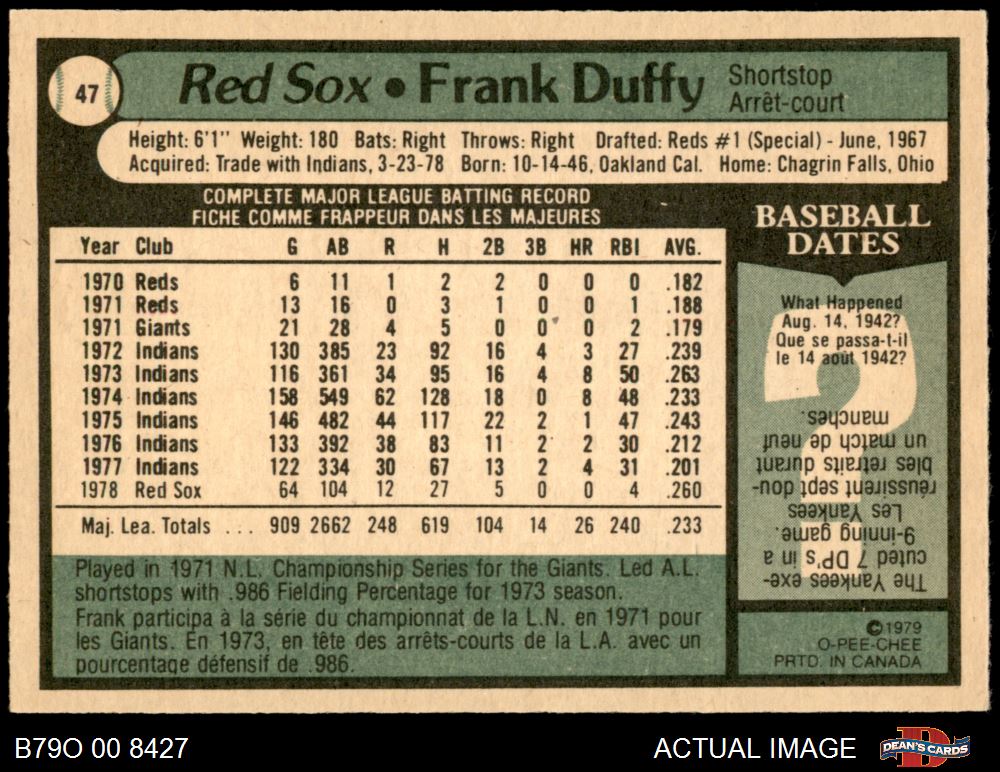 47
Red Sox • Frank Duffy
Shortstop
Arrêt-court
Height: 6'1" Weight: 180 Bats: Right Throws: Right Drafted: Reds #1 (Special) - June, 1967
Acquired: Trade with Indians, 3-23-78 Born: 10-14-46, Oakland Cal. Home: Chagrin Falls, Ohio
COMPLETE MAJOR LEAGUE BATTING RECORD
FICHE COMME FRAPPEUR DANS LES MAJEURES
Year Club G AB R H 2B 3B HR RBI AVG.
1970 Reds 6 11 1 2 2 0 0 0 .182
1971 Reds 13 16 0 3 1 0 0 1 .188
1971 Giants 21 28 4 5 0 0 0 2 .179
1972 Indians 130 385 23 92 16 4 3 27 .239
1973 Indians 116 361 34 95 16 4 8 50 .263
1974 Indians 158 549 62 128 18 0 8 48 .233
1975 Indians 146 482 44 117 22 2 1 47 .243
1976 Indians 133 392 38 83 11 2 2 30 .212
1977 Indians 122 334 30 67 13 2 4 31 .201
1978 Red Sox 64 104 12 27 5 0 0 4 .260
Maj. Lea. Totals ... 909 2662 248 619 104 14 26 240 .233
Played in 1971 N.L. Championship Series for the Giants. Led A.L.
shortstops with .986 Fielding Percentage for 1973 season.
Frank participa à la série du championnat de la L.N. en 1971 pour
les Giants. En 1973, en tête des arrêts-courts de la L.A. avec un
pourcentage défensif de .986.
BASEBALL
DATES
What Happened
Aug. 14, 1942?
Que se passa-t-il
le 14 août 1942?
The Yankees exe-
cuted 7 DP's in a
9-inning game.
Les Yankees
réussirent sept dou-
bles retraits durant
un match de neuf
manches.
©1979
O-PEE-CHEE
PRTD. IN CANADA
B79O 00 8427
ACTUAL IMAGE
DEAN'S CARDS